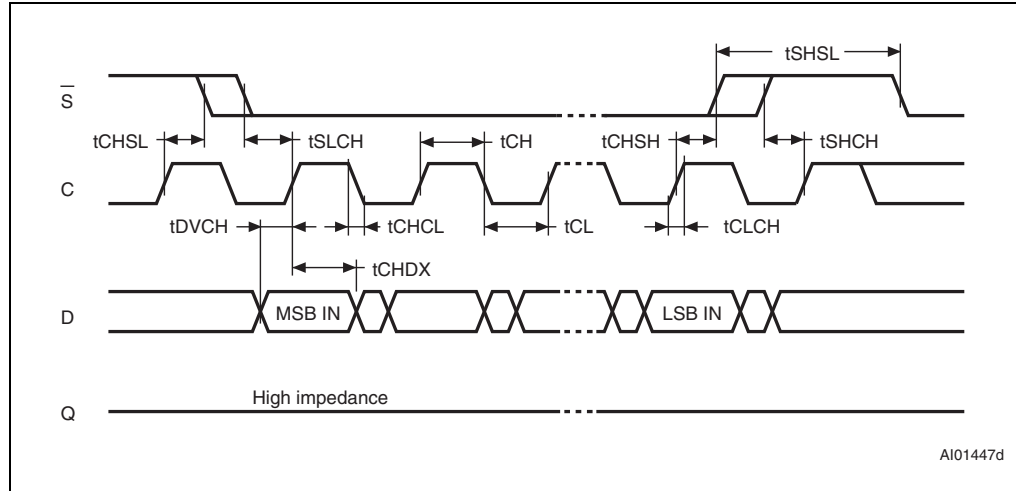 tSHSL
S
tCHSL
tSLCH
tCH
tCHSH
tSHCH
C
tDVCH
tCHCL
tCL
tCLCH
tCHDX
D
MSB IN
LSB IN
High impedance
Q
AI01447d